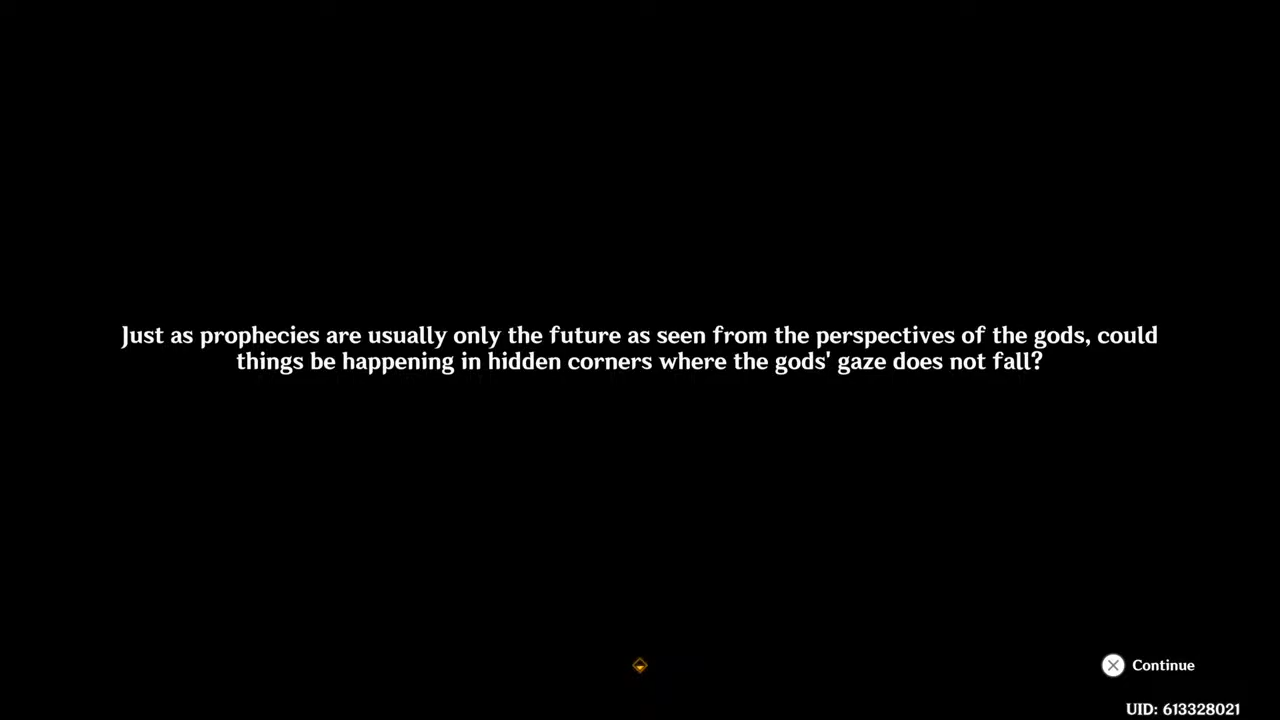 Just as prophecies are usually only the future as seen from the perspectives of the gods, could
things be happening in hidden corners where the gods' gaze does not fall?
Continue
UID: 613328021